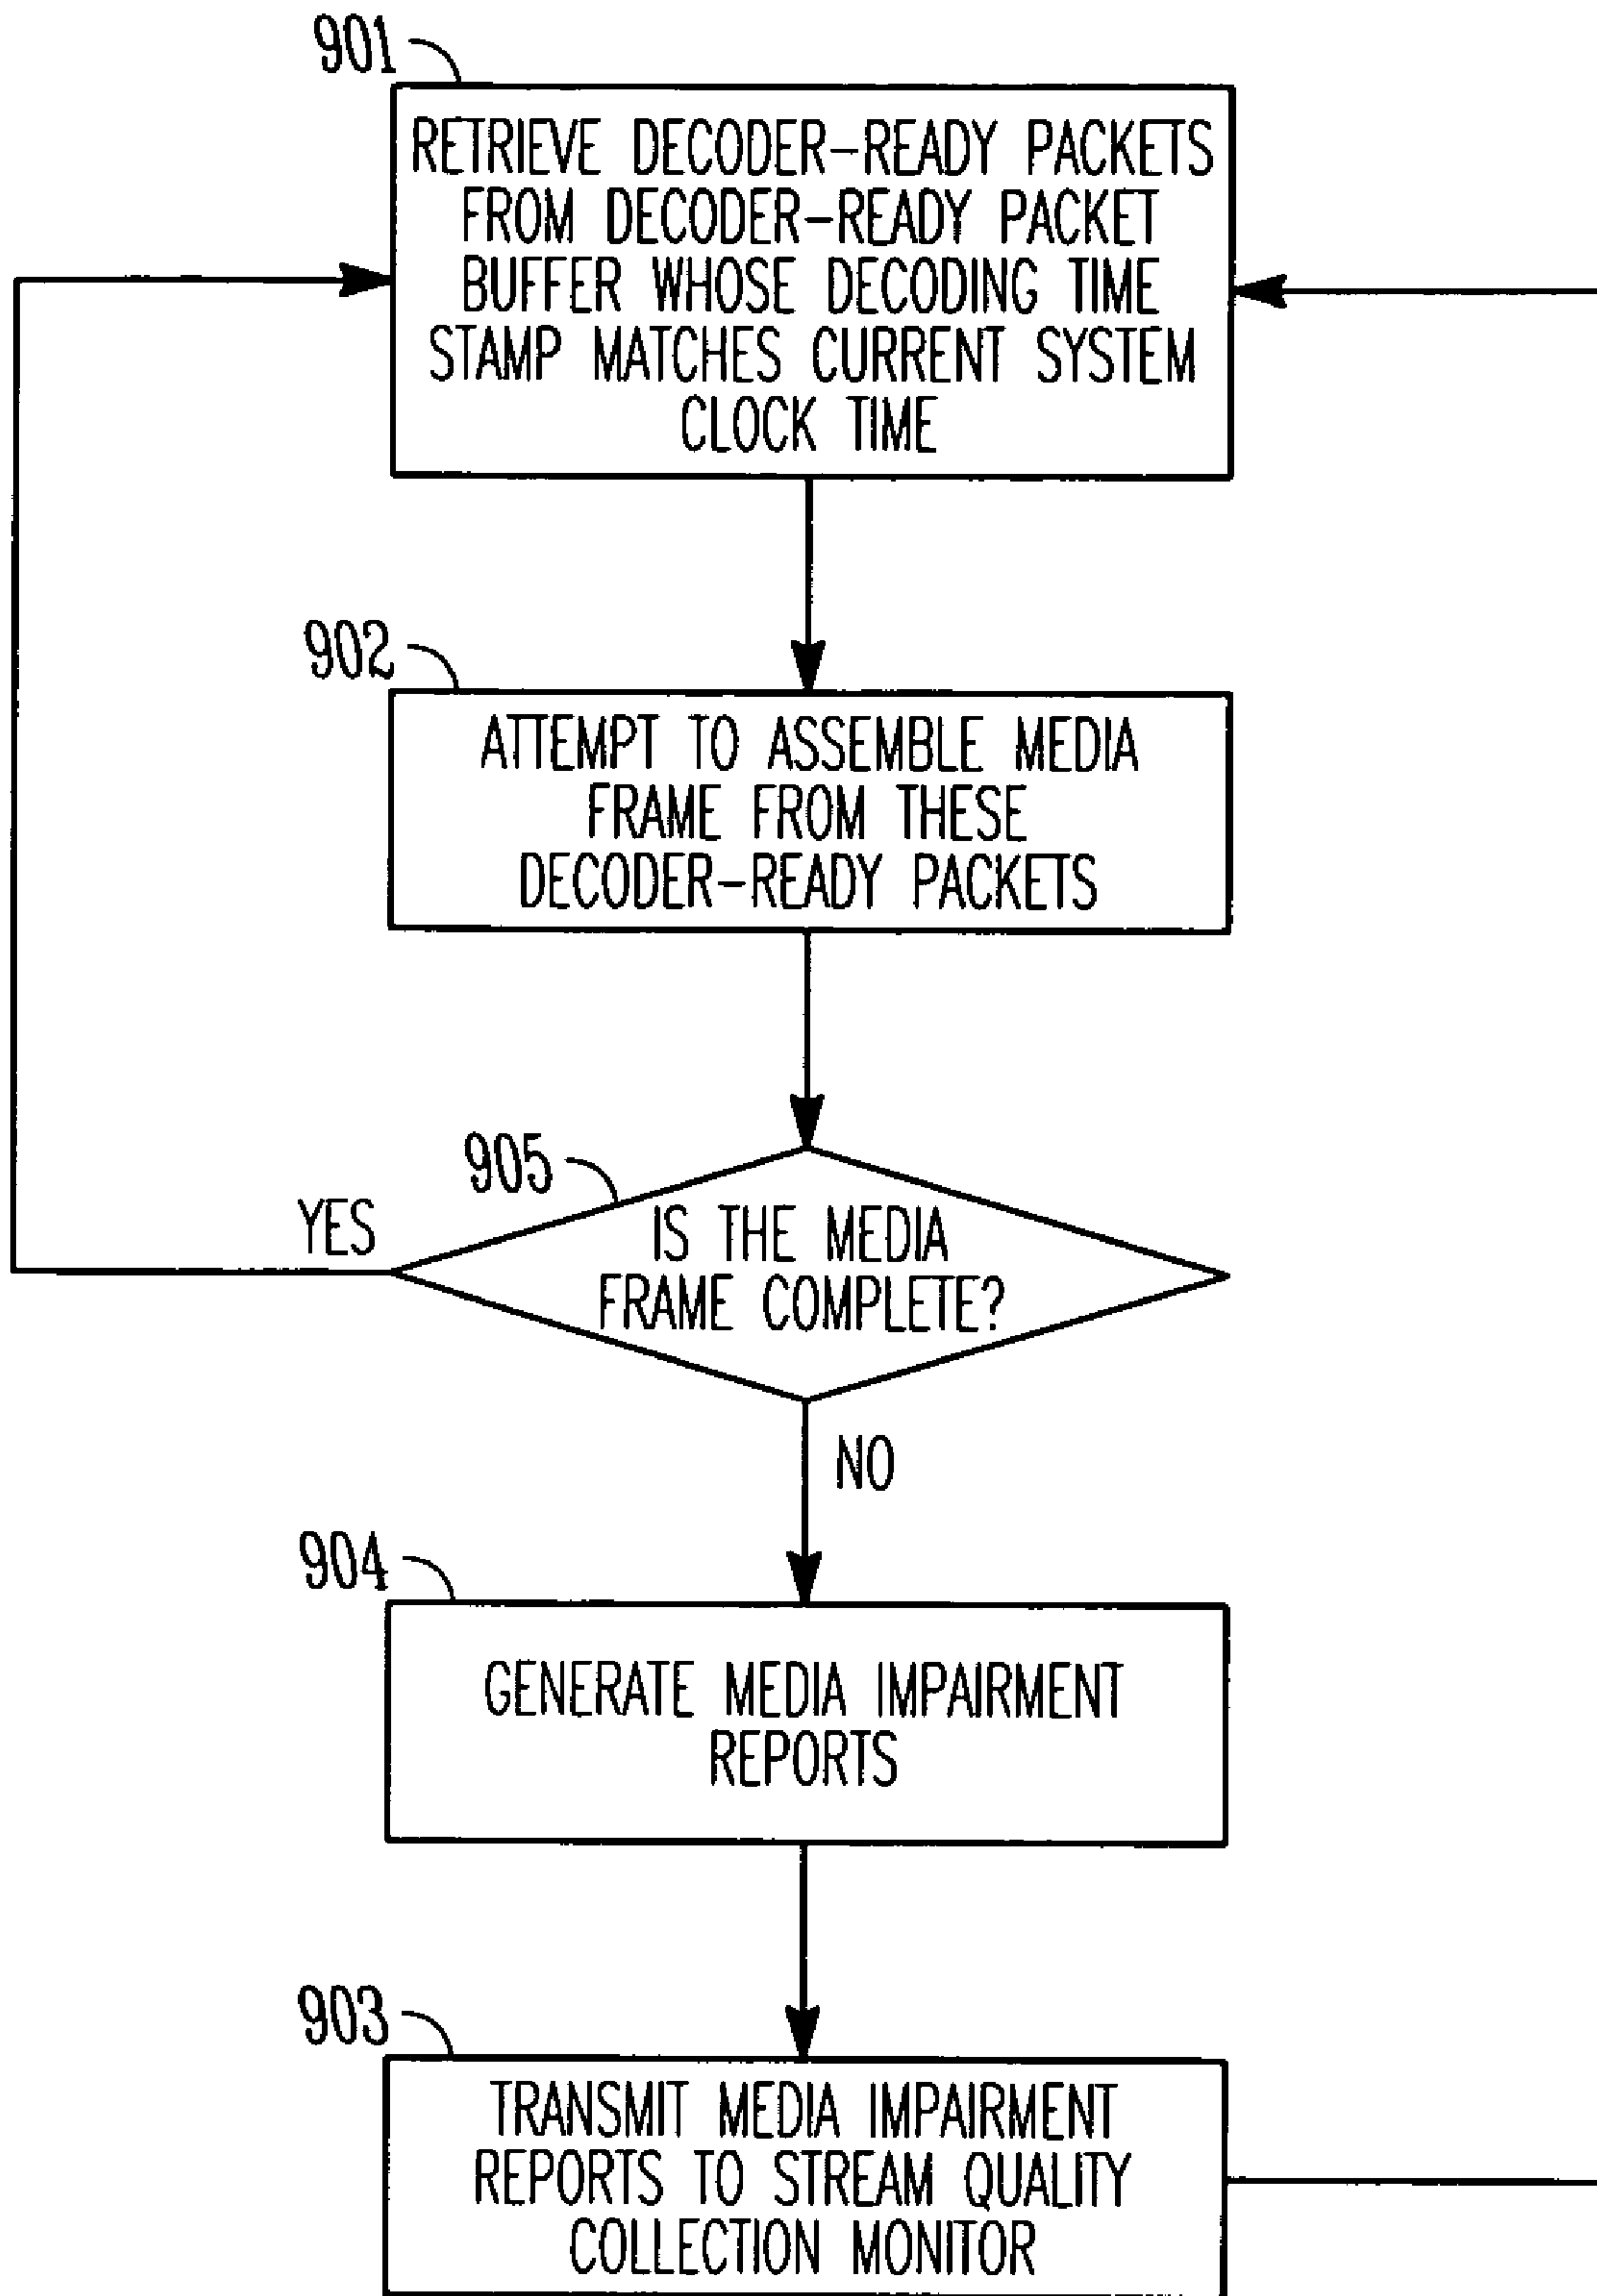 901
RETRIEVE DECODER-READY PACKETS
FROM DECODER-READY PACKET
BUFFER WHOSE DECODING TIME
STAMP MATCHES CURRENT SYSTEM
CLOCK TIME
902
ATTEMPT TO ASSEMBLE MEDIA
FRAME FROM THESE
DECODER-READY PACKETS
905
YES
IS THE MEDIA
FRAME COMPLETE?
NO
904
GENERATE MEDIA IMPAIRMENT
REPORTS
903
TRANSMIT MEDIA IMPAIRMENT
REPORTS TO STREAM QUALITY
COLLECTION MONITOR